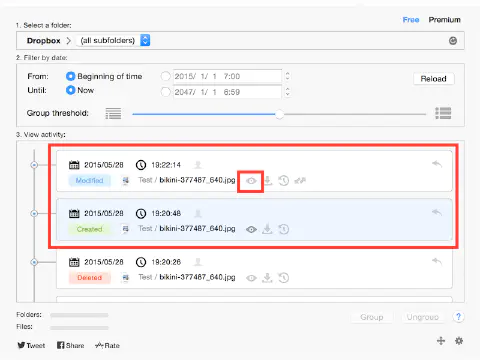 Free Premium
1. Select a folder:
Dropbox > (all subfolders)
2. Filter by date:
From: Beginning of time 2015/ 1/ 1 7:00
Reload
Until: Now 2047/ 1/ 1 6:59
Group threshold:
3. View activity:
2015/05/28 19:22:14
Modified Test / bikini-377487_640.jpg
2015/05/28 19:20:48
Created Test / bikini-377487_640.jpg
2015/05/28 19:20:26
Deleted Test / bikini-377487_640.jpg
Folders:
Group Ungroup ?
Files:
Tweet Share Rate